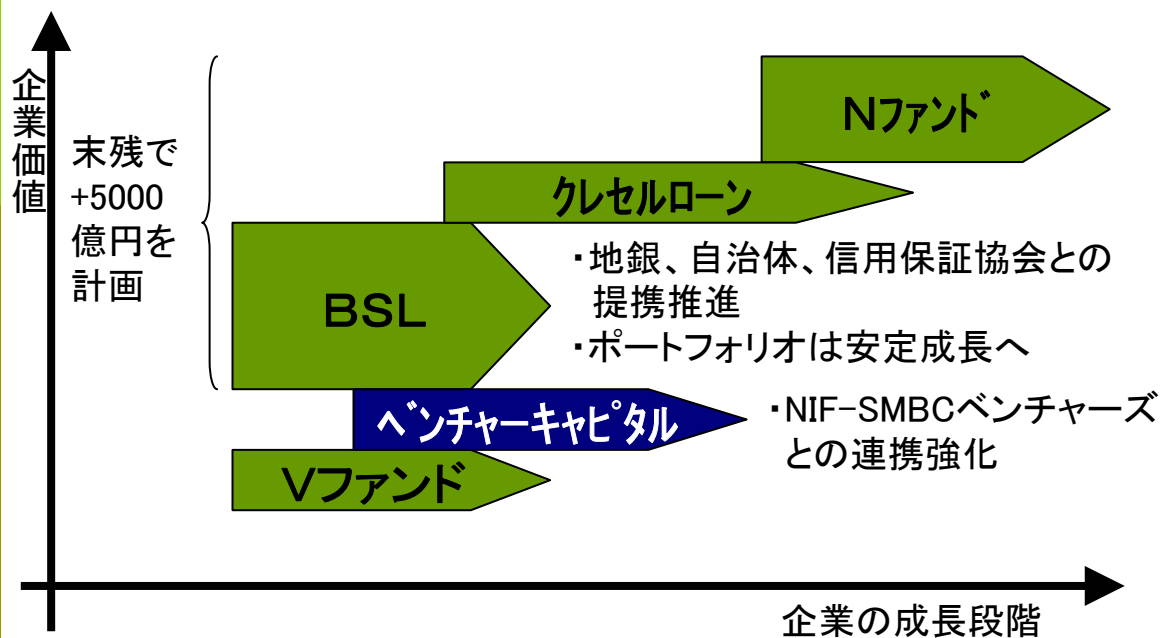 企業価値
末残で
+5000
億円を
計画
Nファンド
クレセルローン
・地銀、自治体、信用保証協会との
提携推進
・ポートフォリオは安定成長へ
BSL
ベンチャーキャピタル
・NIF-SMBCベンチャーズ
との連携強化
Vファンド
企業の成長段階